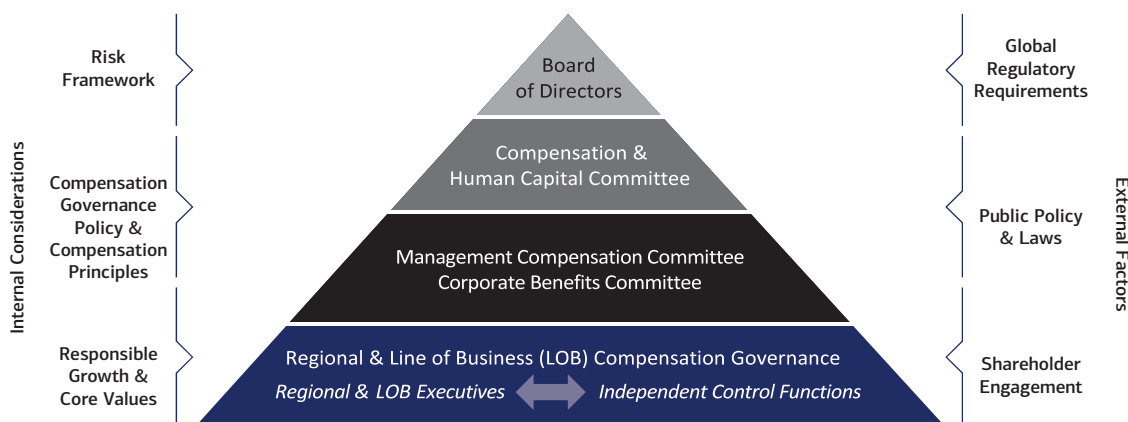 Internal Considerations
Risk
Framework
Compensation
Governance
Policy &
Compensation
Principles
Responsible
Growth &
Core Values
Board
of Directors
Compensation &
Human Capital Committee
Management Compensation Committee
Corporate Benefits Committee
Regional & Line of Business (LOB) Compensation Governance
Regional & LOB Executives
Independent Control Functions
Global
Regulatory
Requirements
Public Policy
& Laws
Shareholder
Engagement
External Factors